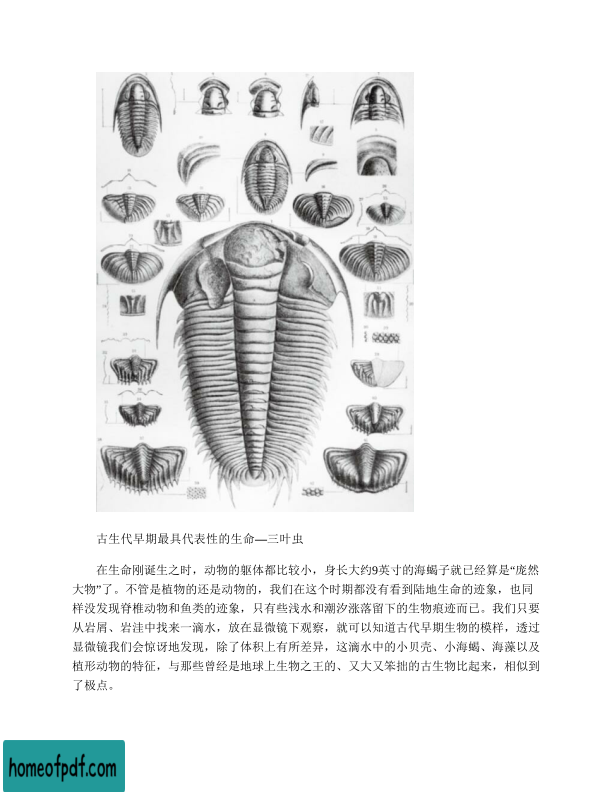 古生代早期最具代表性的生命—三叶虫
在生命刚诞生之时，动物的躯体都比较小，身长大约9英寸的海蝎子就已经算是“庞然
大物”了。不管是植物的还是动物的，我们在这个时期都没有看到陆地生命的迹象，也同
样没发现脊椎动物和鱼类的迹象，只有些浅水和潮汐涨落留下的生物痕迹而已。我们只要
从岩屑、岩洼中找来一滴水，放在显微镜下观察，就可以知道古代早期生物的模样，透过
显微镜我们会惊讶地发现，除了体积上有所差异，这滴水中的小贝壳、小海蝎、海藻以及
植形动物的特征，与那些曾经是地球上生物之王的、又大又笨拙的古生物比起来，相似到
了极点。
homeofpdf.com